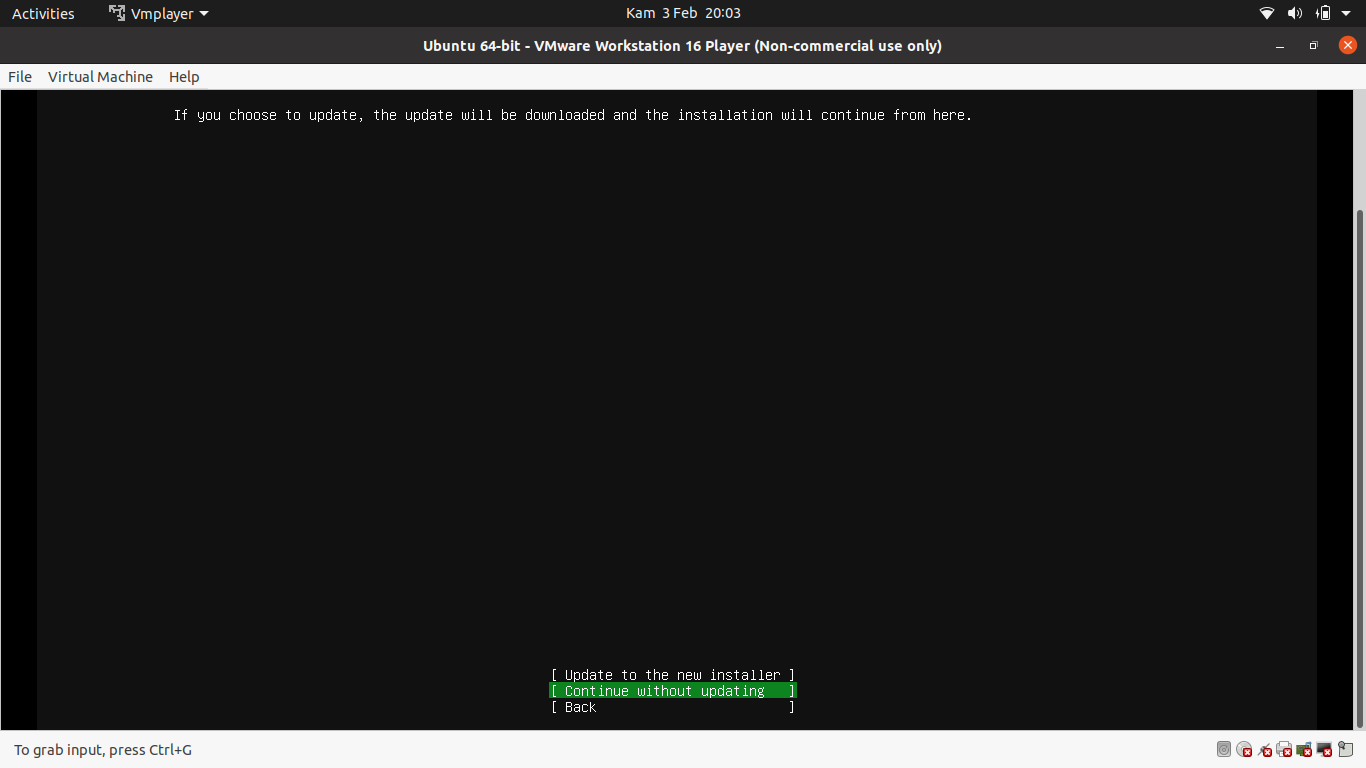 Activities Vmplayer Kam 3 Feb 20:03
Ubuntu 64-bit - VMware Workstation 16 Player (Non-commercial use only)
File Virtual Machine Help
If you choose to update, the update will be downloaded and the installation will continue from here.
[ Update to the new installer ]
[ Continue without updating ]
[ Back ]
To grab input, press Ctrl+G